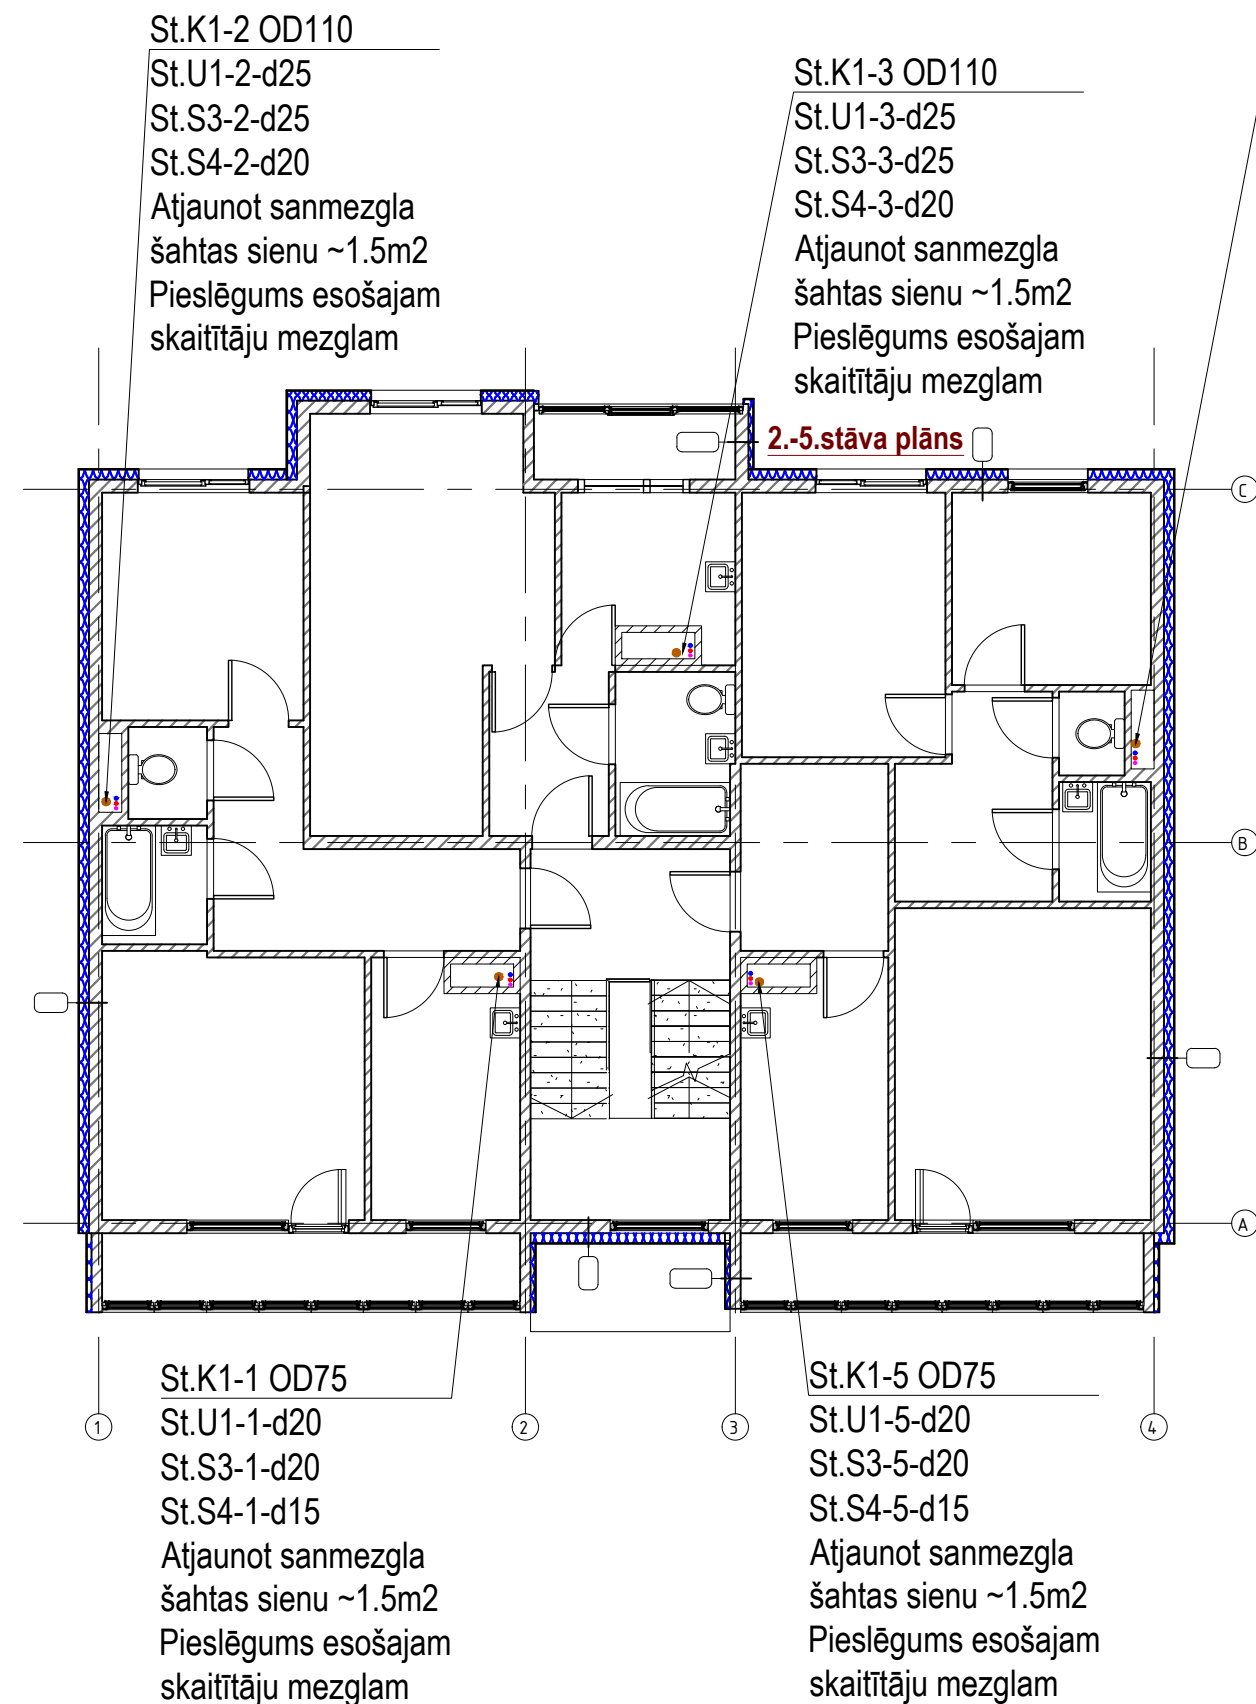 St.K1-2 OD110
St.U1-2-d25
St.S3-2-d25
St.S4-2-d20
Atjaunot sanmezgla
šahtas sienu ~1.5m2
Pieslēgums esošajam
skaitītāju mezglam
St.K1-3 OD110
St.U1-3-d25
St.S3-3-d25
St.S4-3-d20
Atjaunot sanmezgla
šahtas sienu ~1.5m2
Pieslēgums esošajam
skaitītāju mezglam
2.-5.stāva plāns
C
B
A
1
2
3
4
St.K1-1 OD75
St.U1-1-d20
St.S3-1-d20
St.S4-1-d15
Atjaunot sanmezgla
šahtas sienu ~1.5m2
Pieslēgums esošajam
skaitītāju mezglam
St.K1-5 OD75
St.U1-5-d20
St.S3-5-d20
St.S4-5-d15
Atjaunot sanmezgla
šahtas sienu ~1.5m2
Pieslēgums esošajam
skaitītāju mezglam